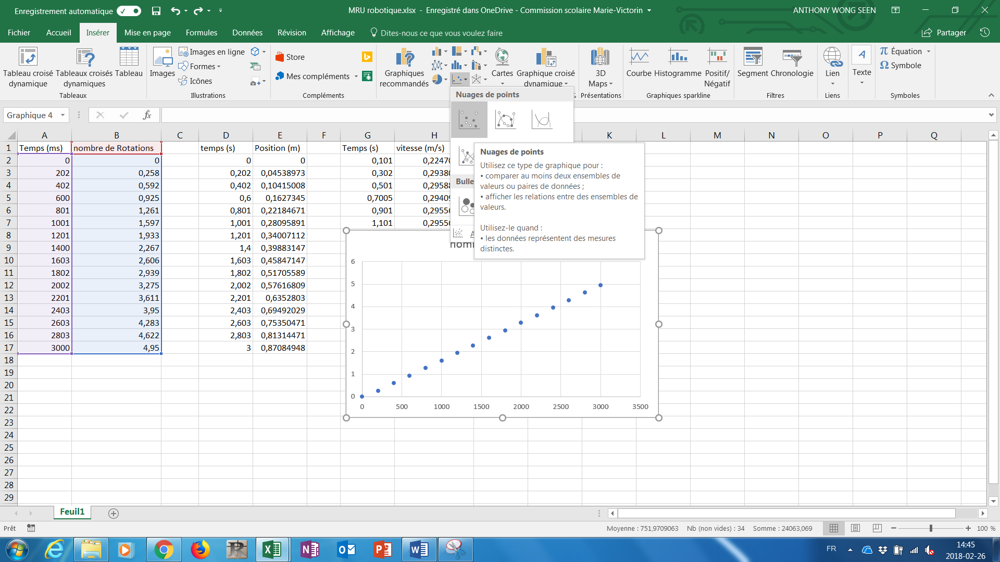 Enregistrement automatique
MRU robotique.xlsx - Enregistré dans OneDrive - Commission scolaire Marie-Victorin
ANTHONY WONG SEEN
Fichier Accueil Insérer Mise en page Formules Données Révision Affichage Dites-nous ce que vous voulez faire Partager
Tableau croisé dynamique
Tableaux croisés dynamiques
Tableau
Tableaux
Images
Images en ligne
Formes
Icônes
Illustrations
Store
Mes compléments
Compléments
Graphiques recommandés
Cartes
Graphique croisé dynamique
3D Maps
Présentations
Courbe Histogramme Positif/ Négatif
Graphiques sparkline
Segment Chronologie
Filtres
Lien
Liens
Texte
Équation
Symbole
Symboles
Graphique 4
fx
Nuages de points
Bulle
Nuages de points
Utilisez ce type de graphique pour :
• comparer au moins deux ensembles de
valeurs ou paires de données ;
• afficher les relations entre des ensembles de
valeurs.
Utilisez-le quand :
• les données représentent des mesures
distinctes.
A B C D E F G H K L M N O P Q
1 Temps (ms) nombre de Rotations temps (s) Position (m) Temps (s) vitesse (m/s)
2 0 0 0 0 0,101 0,2247
3 202 0,258 0,202 0,04538973 0,302 0,2938
4 402 0,592 0,402 0,10415008 0,501 0,2958
5 600 0,925 0,6 0,1627345 0,7005 0,2940
6 801 1,261 0,801 0,22184671 0,901 0,2955
7 1001 1,597 1,001 0,28095891 1,101 0,2955
8 1201 1,933 1,201 0,34007112
9 1400 2,267 1,4 0,39883147
10 1603 2,606 1,603 0,45847147
11 1802 2,939 1,802 0,51705589
12 2002 3,275 2,002 0,57616809
13 2201 3,611 2,201 0,6352803
14 2403 3,95 2,403 0,69492029
15 2603 4,283 2,603 0,75350471
16 2803 4,622 2,803 0,81314471
17 3000 4,95 3 0,87084948
18
19
20
21
22
23
24
25
26
27
28
29
6
5
4
3
2
1
0
0 500 1000 1500 2000 2500 3000 3500
Feuil1
Prêt
Moyenne : 751,9709063 Nb (non vides) : 34 Somme : 24063,069
100 %
FR
14:45
2018-02-26